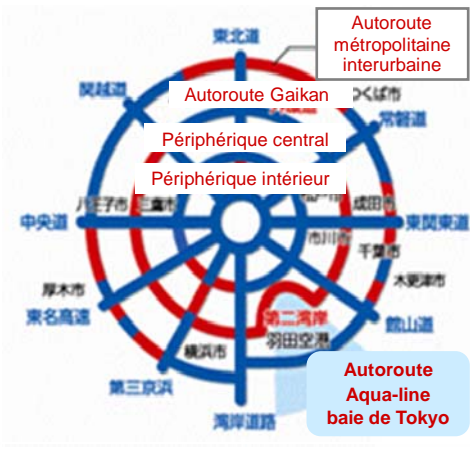 東北道
Autoroute
métropolitaine
interurbaine
関越道
Autoroute Gaikan
つくば市
常磐道
Périphérique central
Périphérique intérieur
八王子市
三鷹市
成田市
中央道
東関東道
市川市
千葉市
厚木市
木更津市
東名高速
第二湾岸
館山道
羽田空港
横浜市
第三京浜
湾岸道路
Autoroute
Aqua-line
baie de Tokyo